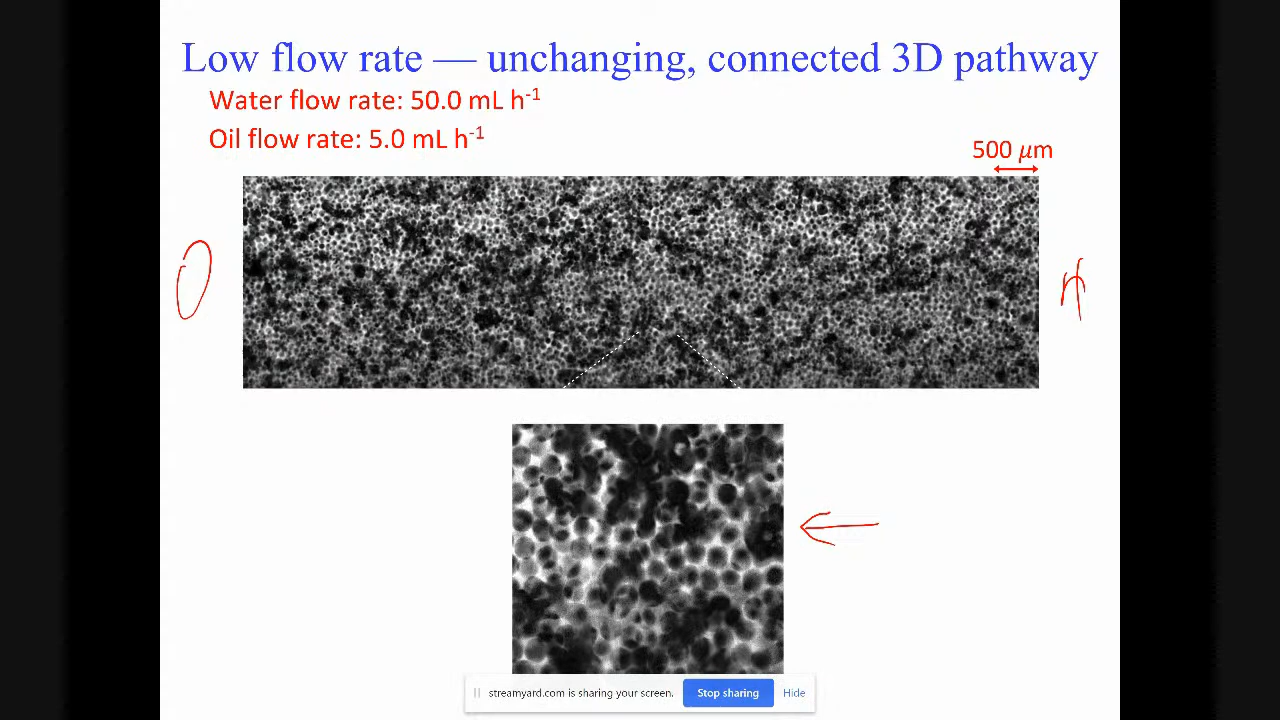 Low flow rate — unchanging, connected 3D pathway
Water flow rate: 50.0 mL h⁻¹
Oil flow rate: 5.0 mL h⁻¹
500 μm
streamyard.com is sharing your screen.
Stop sharing
Hide